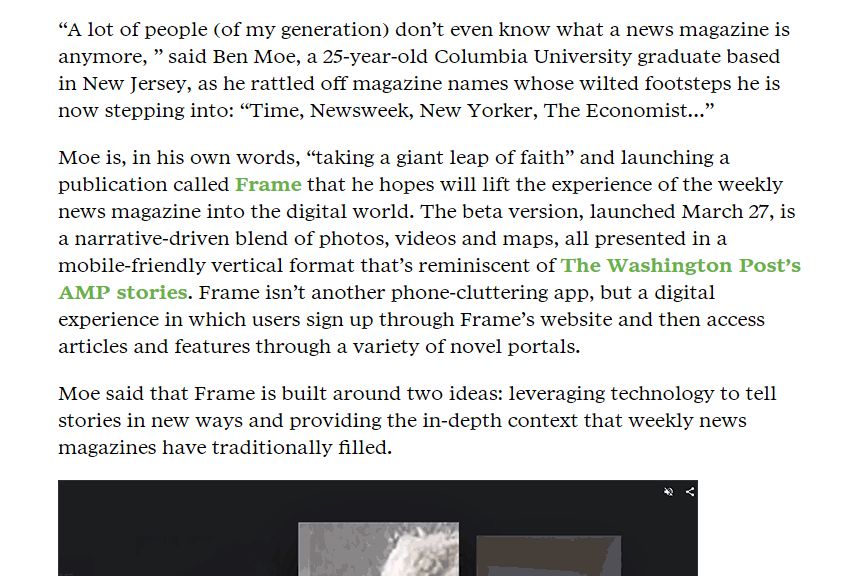 “A lot of people (of my generation) don’t even know what a news magazine is
anymore, ” said Ben Moe, a 25-year-old Columbia University graduate based
in New Jersey, as he rattled off magazine names whose wilted footsteps he is
now stepping into: “Time, Newsweek, New Yorker, The Economist…”
Moe is, in his own words, “taking a giant leap of faith” and launching a
publication called Frame that he hopes will lift the experience of the weekly
news magazine into the digital world. The beta version, launched March 27, is
a narrative-driven blend of photos, videos and maps, all presented in a
mobile-friendly vertical format that’s reminiscent of The Washington Post’s
AMP stories. Frame isn’t another phone-cluttering app, but a digital
experience in which users sign up through Frame’s website and then access
articles and features through a variety of novel portals.
Moe said that Frame is built around two ideas: leveraging technology to tell
stories in new ways and providing the in-depth context that weekly news
magazines have traditionally filled.